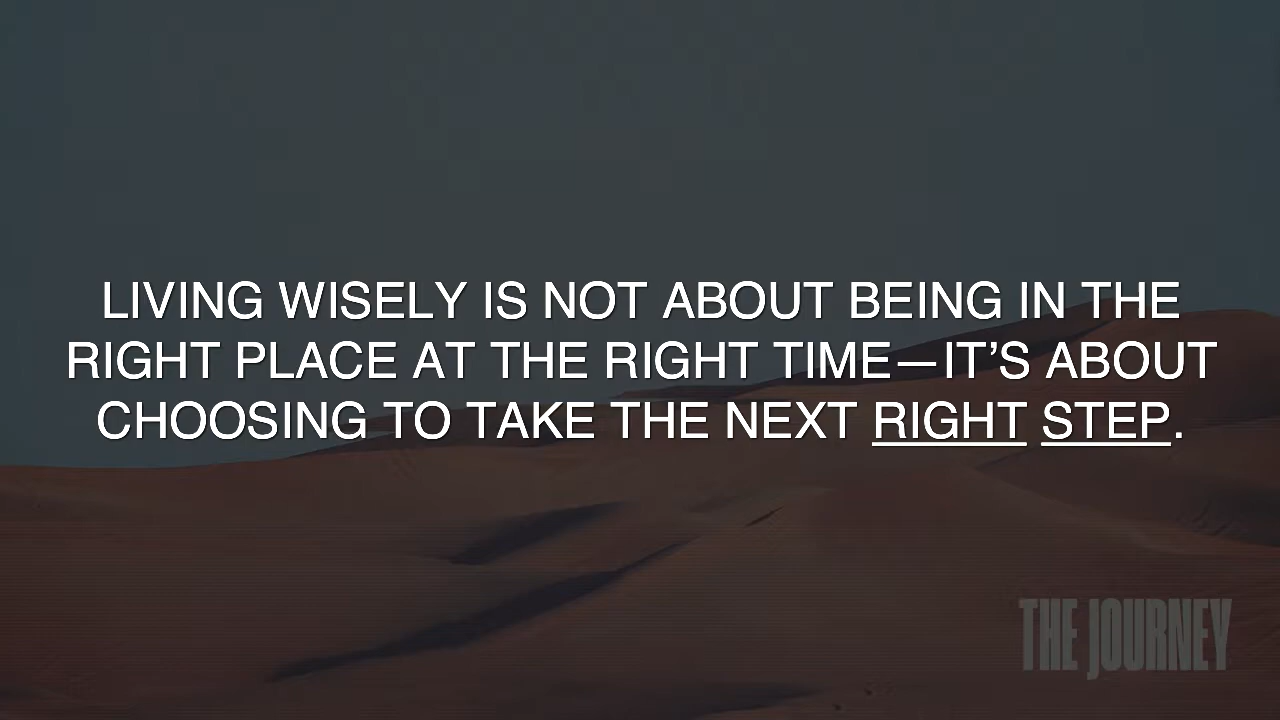 LIVING WISELY IS NOT ABOUT BEING IN THE
RIGHT PLACE AT THE RIGHT TIME—IT’S ABOUT
CHOOSING TO TAKE THE NEXT RIGHT STEP.
THE JOURNEY